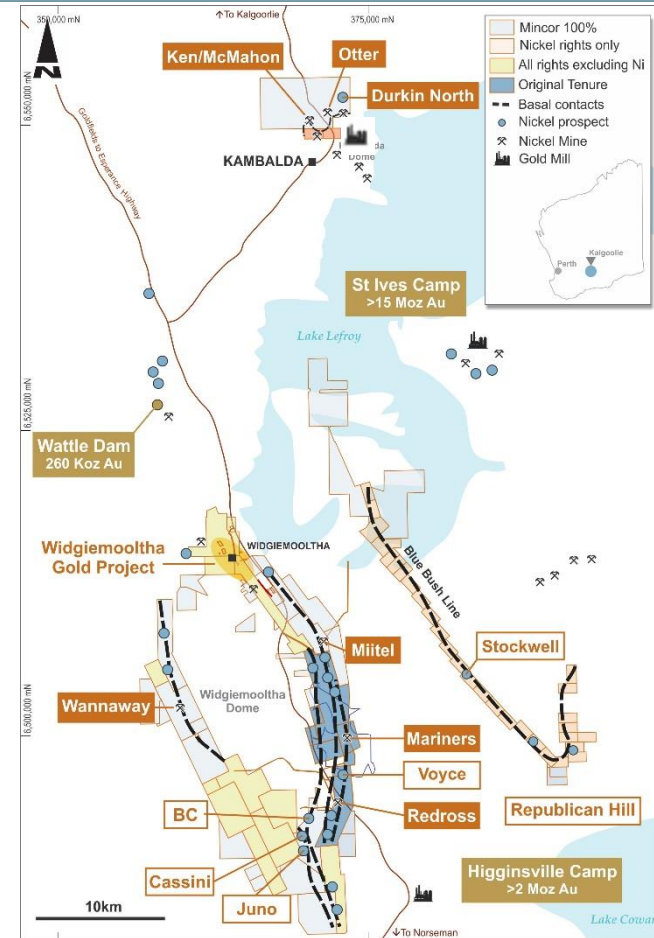 350,000 mN
↑To Kalgoorlie
375,000 mN
6,550,000 mN
6,525,000 mN
6,500,000 mN
N
Mincor 100%
Nickel rights only
All rights excluding Ni
Original Tenure
Basal contacts
Nickel prospect
Nickel Mine
Gold Mill
Perth
Kalgoolie
Ken/McMahon
Otter
Durkin North
KAMBALDA
Dome
Goldfields to Esperance Highway
St Ives Camp
>15 Moz Au
Lake Lefroy
Wattle Dam
260 Koz Au
Widgiemooltha
Gold Project
WIDGIEMOOLTHA
Blue Bush Line
Miitel
Stockwell
Wannaway
Widgiemooltha
Dome
Mariners
Voyce
BC
Redross
Republican Hill
Cassini
Juno
Higginsville Camp
>2 Moz Au
10km
Lake Cowan
↓To Norseman